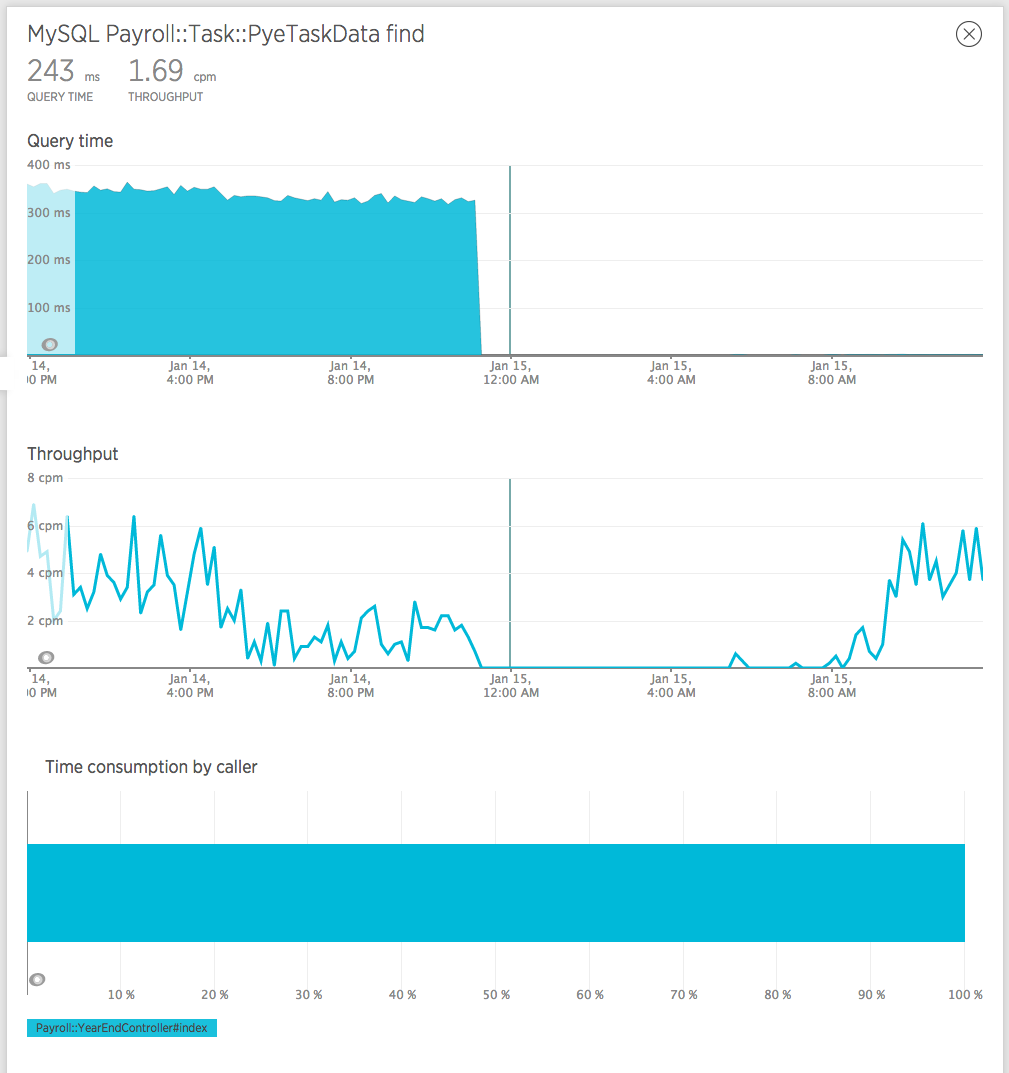 MySQL Payroll::Task::PyeTaskData find
243 ms 1.69 cpm
QUERY TIME THROUGHPUT
Query time
400 ms
300 ms
200 ms
100 ms
14, Jan 14, Jan 14, Jan 15, Jan 15, Jan 15,
00 PM 4:00 PM 8:00 PM 12:00 AM 4:00 AM 8:00 AM
Throughput
8 cpm
6 cpm
4 cpm
2 cpm
14, Jan 14, Jan 14, Jan 15, Jan 15, Jan 15,
00 PM 4:00 PM 8:00 PM 12:00 AM 4:00 AM 8:00 AM
Time consumption by caller
10 % 20 % 30 % 40 % 50 % 60 % 70 % 80 % 90 % 100 %
Payroll::YearEndController#index